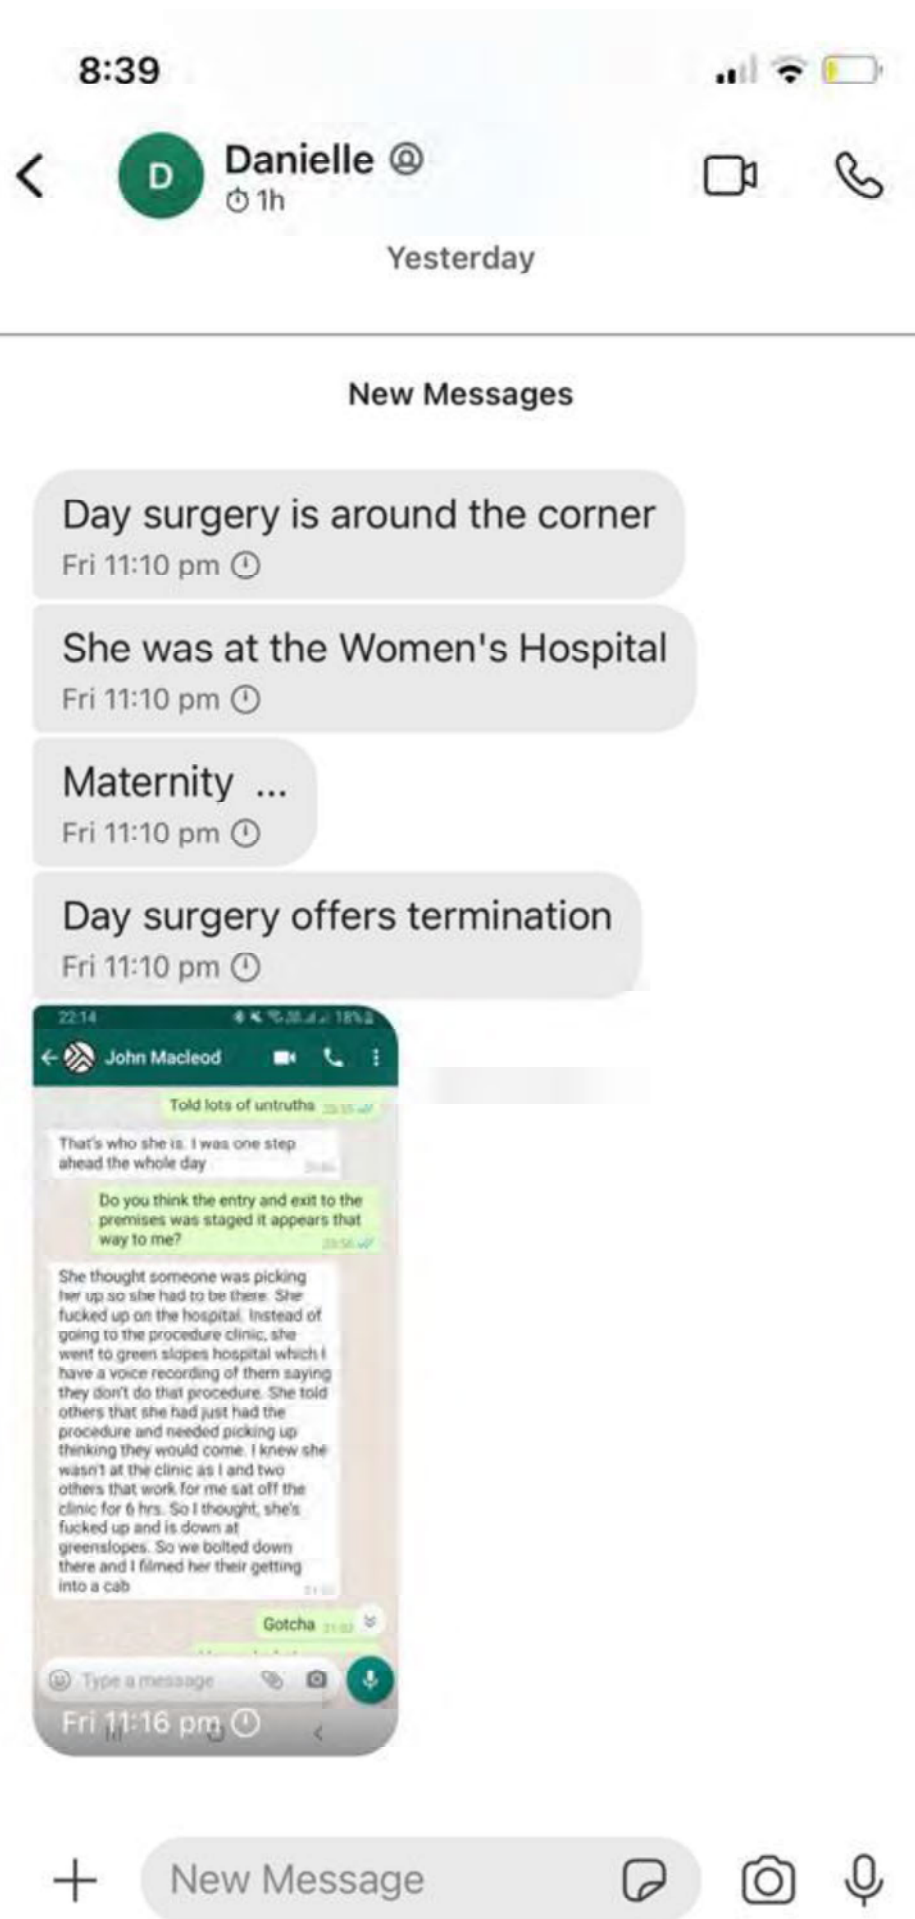 8:39
Danielle
1h
Yesterday
New Messages
Day surgery is around the corner
Fri 11:10 pm
She was at the Women's Hospital
Fri 11:10 pm
Maternity ...
Fri 11:10 pm
Day surgery offers termination
Fri 11:10 pm
22:14
18%
John Macleod
Told lots of untruths
That's who she is. I was one step
ahead the whole day
Do you think the entry and exit to the
premises was staged it appears that
way to me?
She thought someone was picking
her up so she had to be there. She
fucked up on the hospital. Instead of
going to the procedure clinic, she
went to green slopes hospital which I
have a voice recording of them saying
they don't do that procedure. She told
others that she had just had the
procedure and needed picking up
thinking they would come. I knew she
wasn't at the clinic as I and two
others that work for me sat off the
clinic for 6 hrs. So I thought, she's
fucked up and is down at
greenslopes. So we bolted down
there and I filmed her their getting
into a cab
Gotcha
Type a message
Fri 11:16 pm
New Message